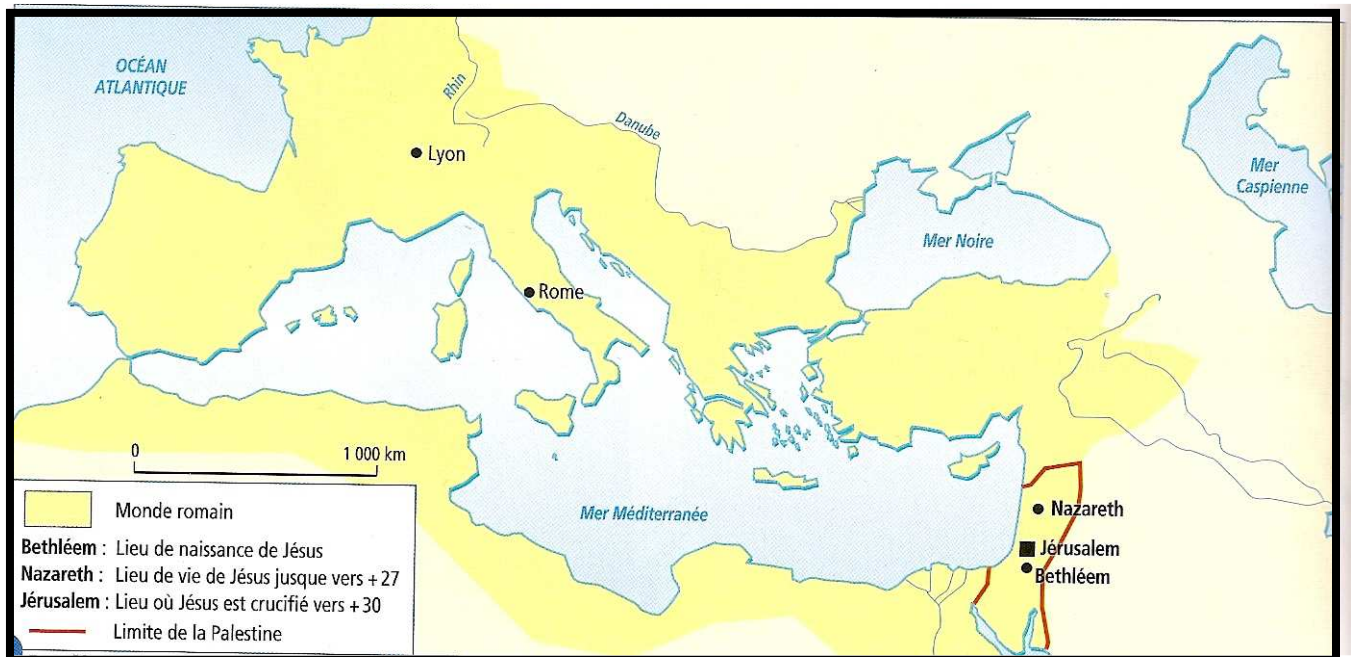 OCÉAN
ATLANTIQUE
Rhin
Danube
Lyon
Mer
Caspienne
Mer Noire
Rome
0 1 000 km
Mer Méditerranée
Nazareth
Jérusalem
Bethléem
Monde romain
Bethléem : Lieu de naissance de Jésus
Nazareth : Lieu de vie de Jésus jusque vers +27
Jérusalem : Lieu où Jésus est crucifié vers +30
Limite de la Palestine